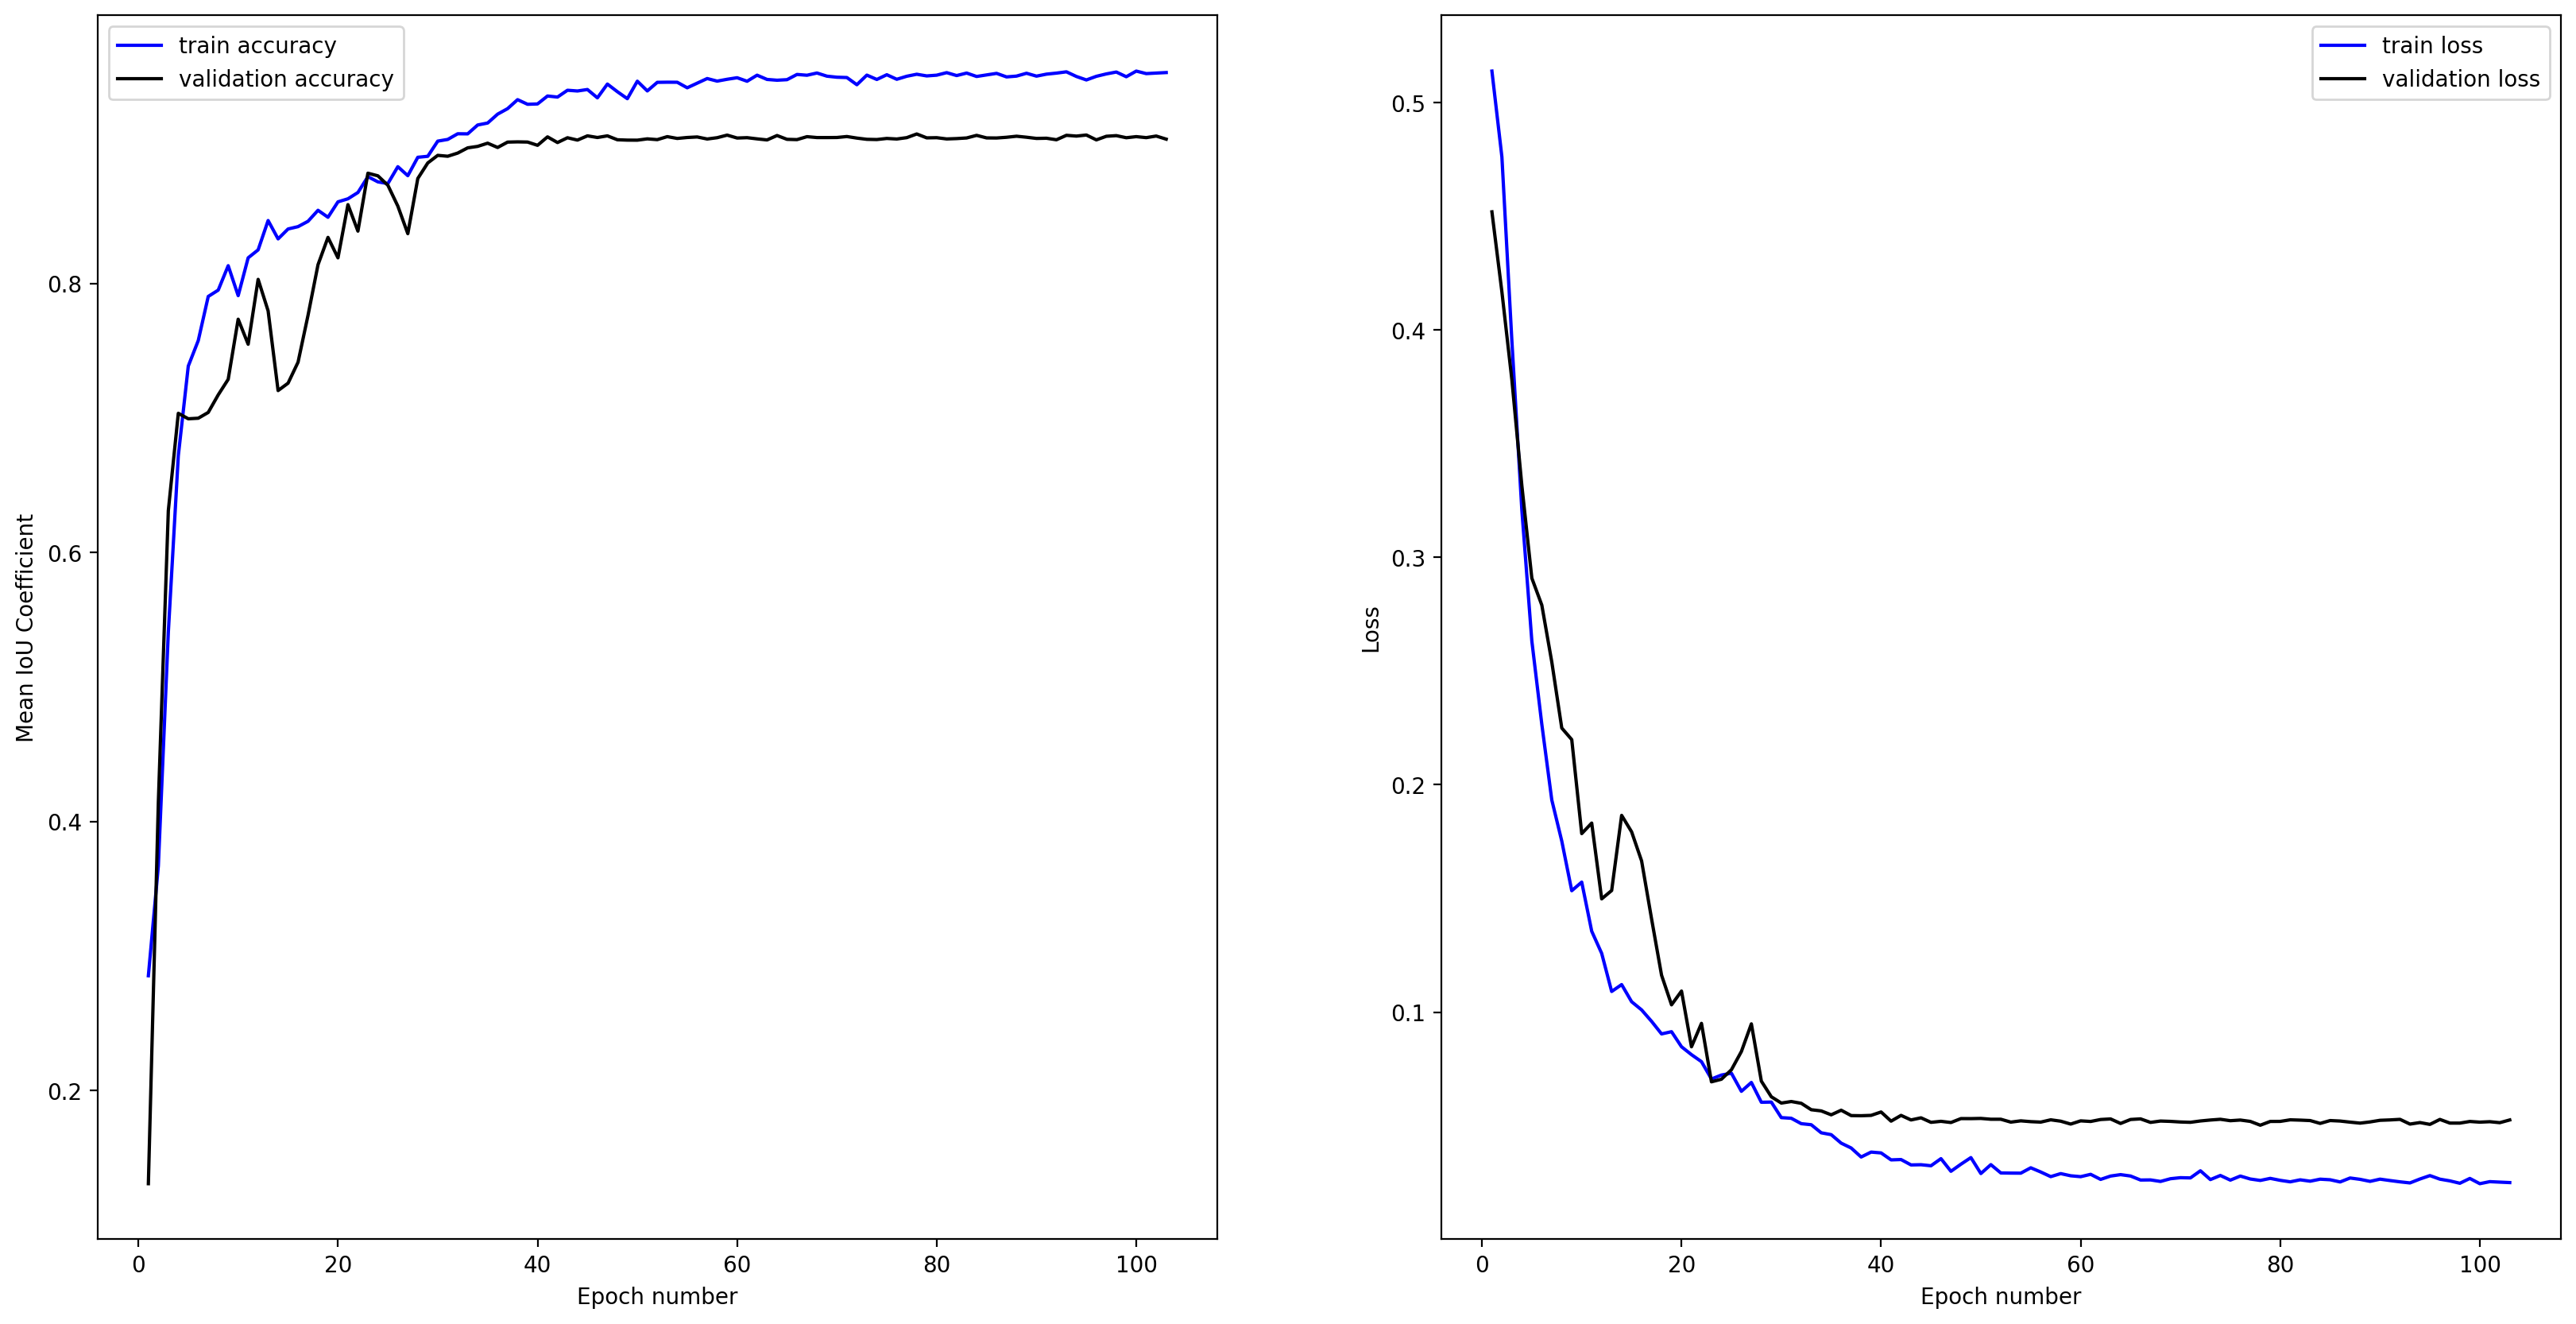 train accuracy
validation accuracy
0.8
0.6
0.4
0.2
Mean IoU Coefficient
0 20 40 60 80 100
Epoch number
train loss
validation loss
0.5
0.4
0.3
0.2
0.1
Loss
0 20 40 60 80 100
Epoch number